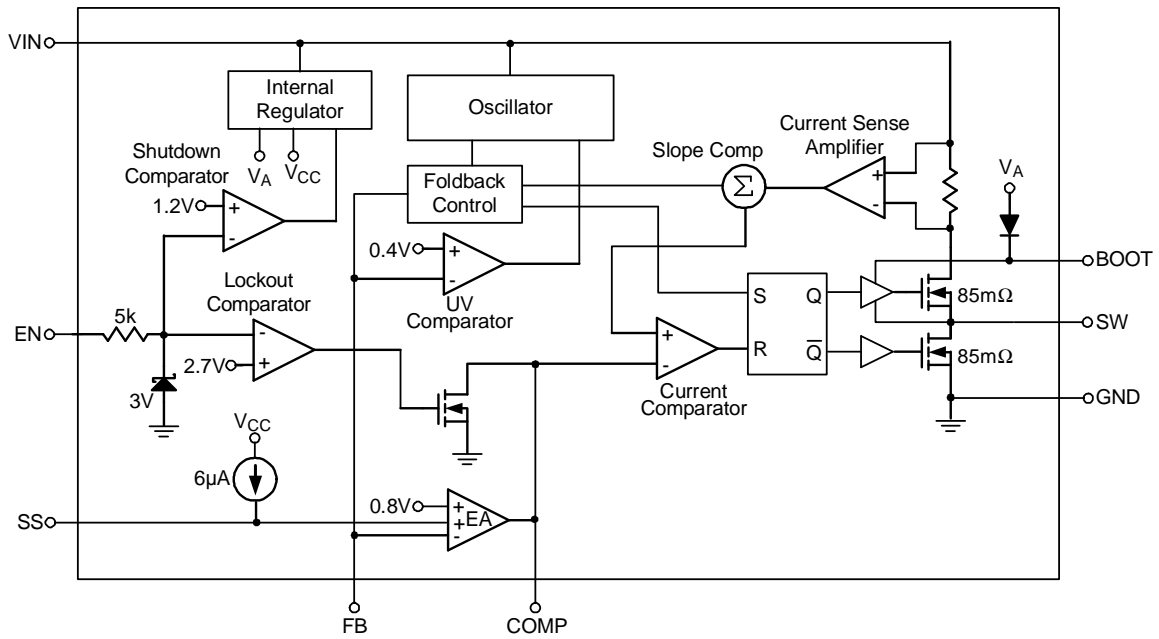 VIN
Internal
Regulator
Oscillator
Shutdown
Comparator
VA
VCC
Foldback
Control
Slope Comp
Current Sense
Amplifier
Σ
+
-
VA
1.2V
+
-
0.4V
+
-
UV
Comparator
BOOT
Lockout
Comparator
S
Q
85mΩ
EN
5k
-
+
2.7V
3V
+
-
Current
Comparator
R
Q
85mΩ
SW
GND
VCC
6µA
0.8V
+
+
-
EA
SS
FB
COMP